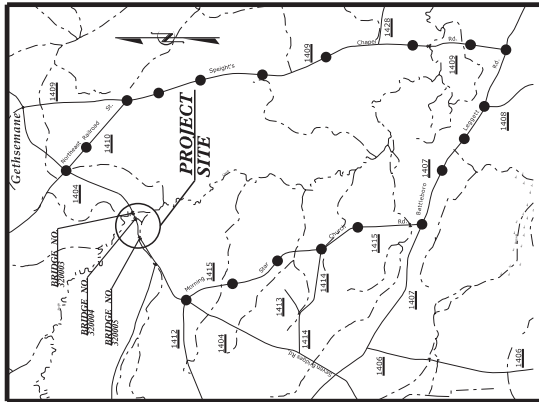 Gethsemane
1409
Northeast Railroad
St.
1410
1404
Speight's
1409
Chapel
Rd.
1428
1409
Rd.
PROJECT
SITE
BRIDGE NO.
320003
BRIDGE NO.
320004
BRIDGE NO.
320005
Leggett
1408
1407
Battleboro
Morning
1415
Star
Church
Rd.
1415
1414
1413
1414
1412
1404
1407
1406
1406